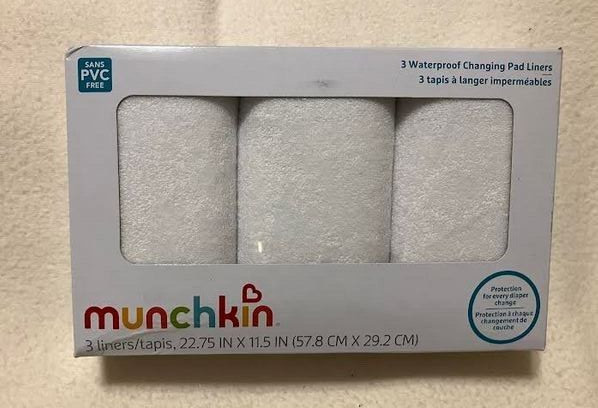 SANS
PVC
FREE
3 Waterproof Changing Pad Liners
3 tapis à langer imperméables
munchkin
3 liners/tapis, 22.75 IN X 11.5 IN (57.8 CM X 29.2 CM)
Protection
for every diaper
change
Protection à chaque
changement de
couche